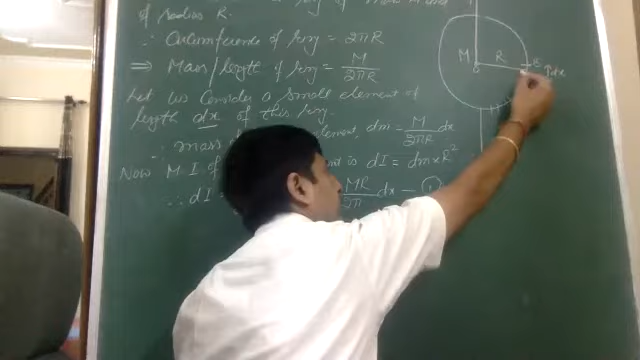 of radius R.
∴ Circumference of ring = 2πR
⇒ Mass/length of ring = M/2πR
Let us Consider a small element of
length dx of this ring.
∴ mass element, dm = M/2πR dx
Now M.I of is dI = dm × R²
∴ dI MR/2π dx — ①
M R dx